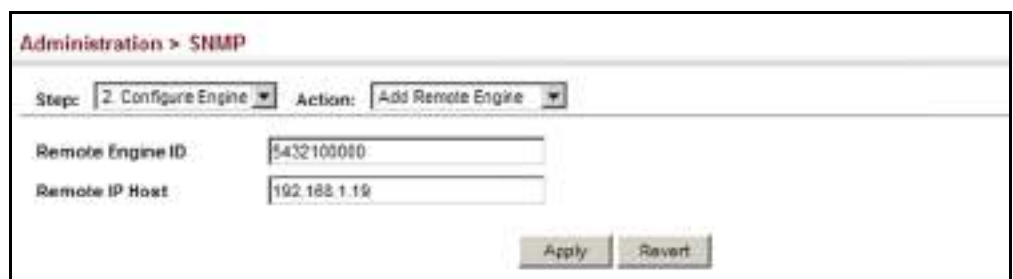 Administration > SNMP
Step: 2. Configure Engine Action: Add Remote Engine
Remote Engine ID 5432100000
Remote IP Host 192.168.1.19
Apply Revert